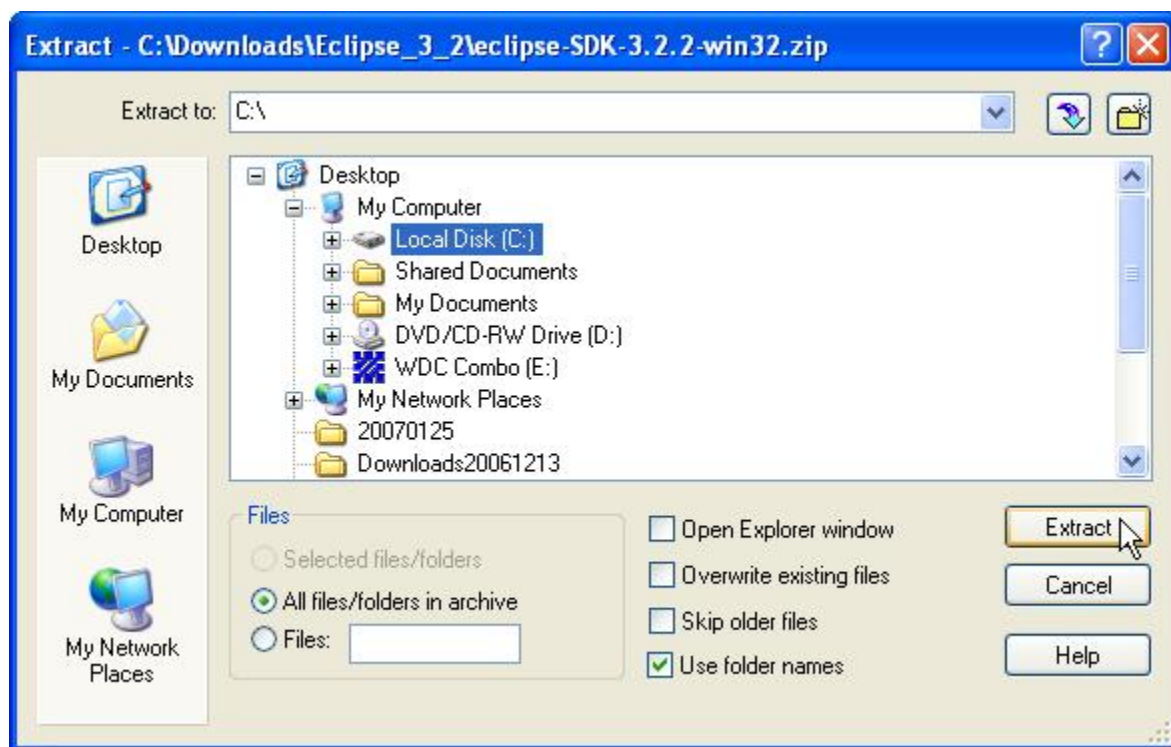 Extract - C:\Downloads\Eclipse_3_2\eclipse-SDK-3.2.2-win32.zip
Extract to: C:\
Desktop
My Documents
My Computer
My Network
Places
Desktop
My Computer
Local Disk (C:)
Shared Documents
My Documents
DVD/CD-RW Drive (D:)
WDC Combo (E:)
My Network Places
20070125
Downloads20061213
Files
Selected files/folders
All files/folders in archive
Files:
Open Explorer window
Overwrite existing files
Skip older files
Use folder names
Extract
Cancel
Help